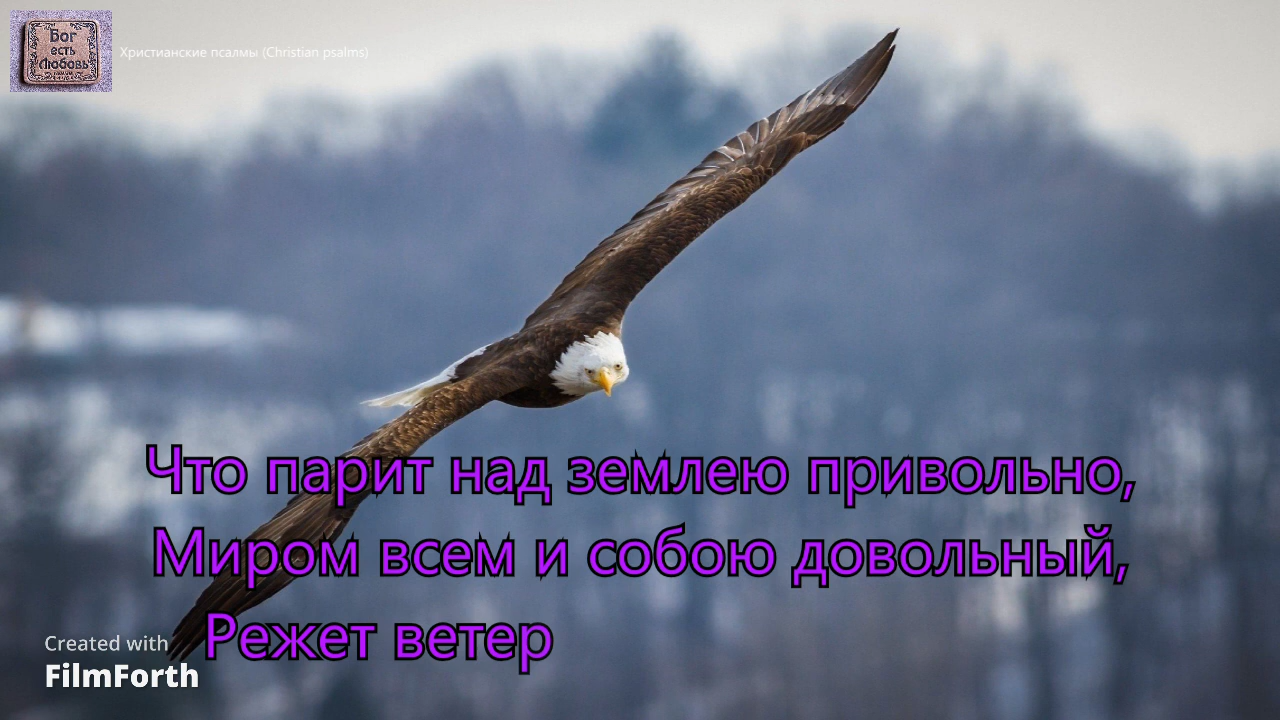 Бог
есть
Любовь
Христианские псалмы (Christian psalms)
Что парит над землею привольно,
Миром всем и собою довольный,
Режет ветер
Created with
FilmForth